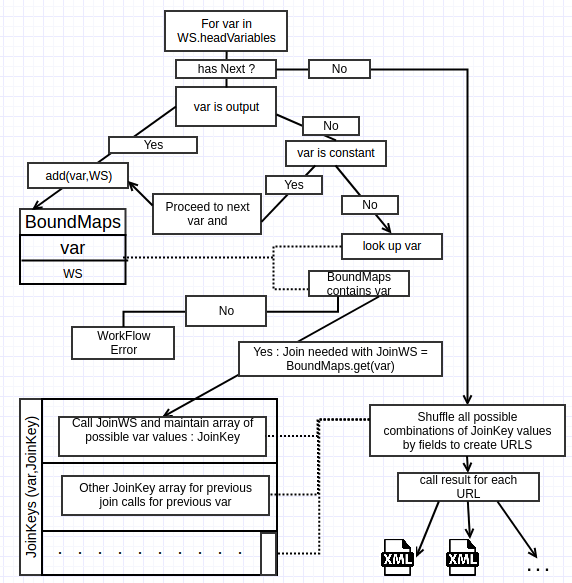 For var in
WS.headVariables
has Next ?
No
var is output
No
Yes
var is constant
add(var,WS)
Yes
Proceed to next
var and
No
BoundMaps
var
WS
look up var
BoundMaps
contains var
No
WorkFlow
Error
Yes : Join needed with JoinWS =
BoundMaps.get(var)
JoinKeys (var,JoinKey)
Call JoinWS and maintain array of
possible var values : JoinKey
Shuffle all possible
combinations of JoinKey values
by fields to create URLS
Other JoinKey array for previous
join calls for previous var
call result for each
URL
. . . . . . . . . .
XML
XML
. . .